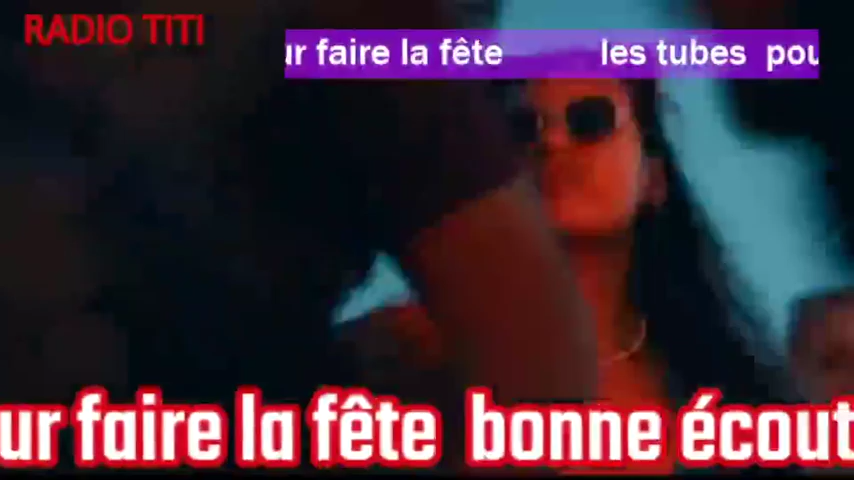 RADIO TITI
ur faire la fête les tubes pou
ur faire la fête bonne écout